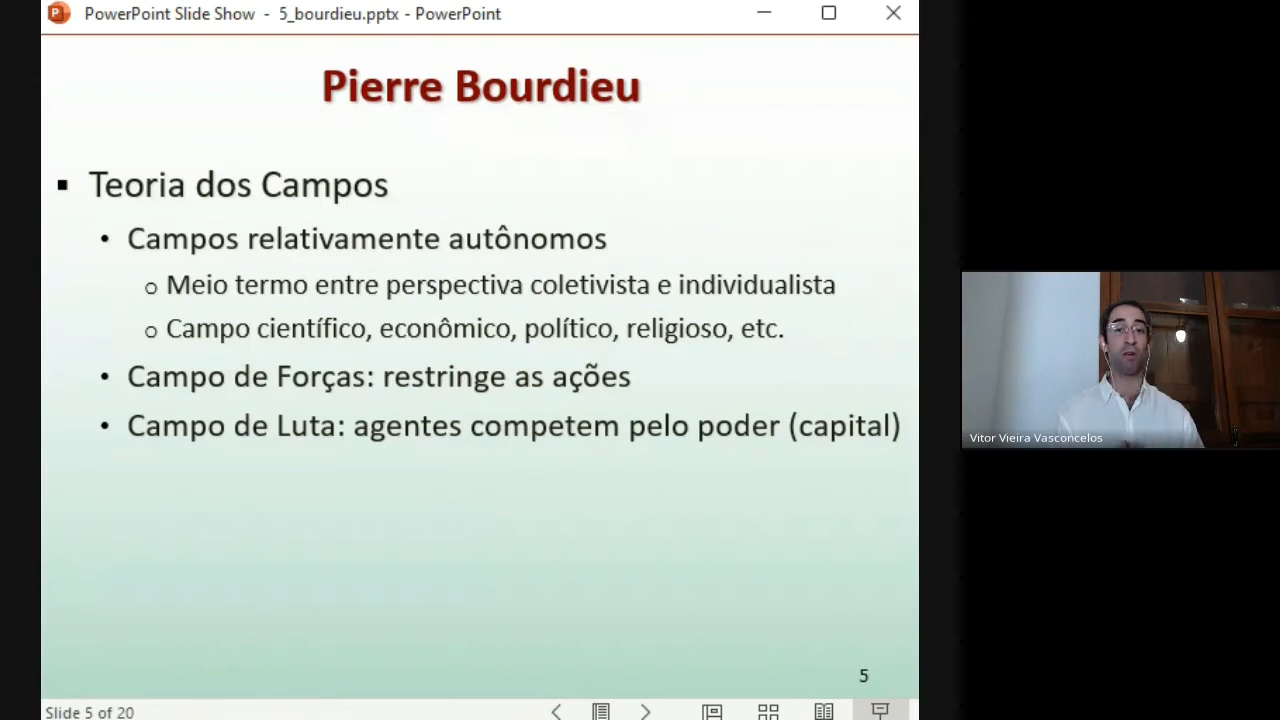 PowerPoint Slide Show - 5_bourdieu.pptx - PowerPoint
Pierre Bourdieu
▪ Teoria dos Campos
• Campos relativamente autônomos
o Meio termo entre perspectiva coletivista e individualista
o Campo científico, econômico, político, religioso, etc.
• Campo de Forças: restringe as ações
• Campo de Luta: agentes competem pelo poder (capital)
Vitor Vieira Vasconcelos
5
Slide 5 of 20